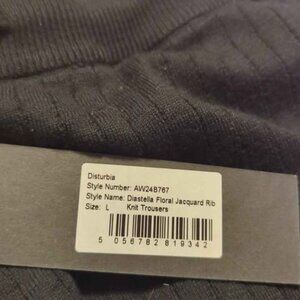 Disturbia
Style Number: AW24B767
Style Name: Diastella Floral Jacquard Rib
Size: L Knit Trousers
5 056782 819342